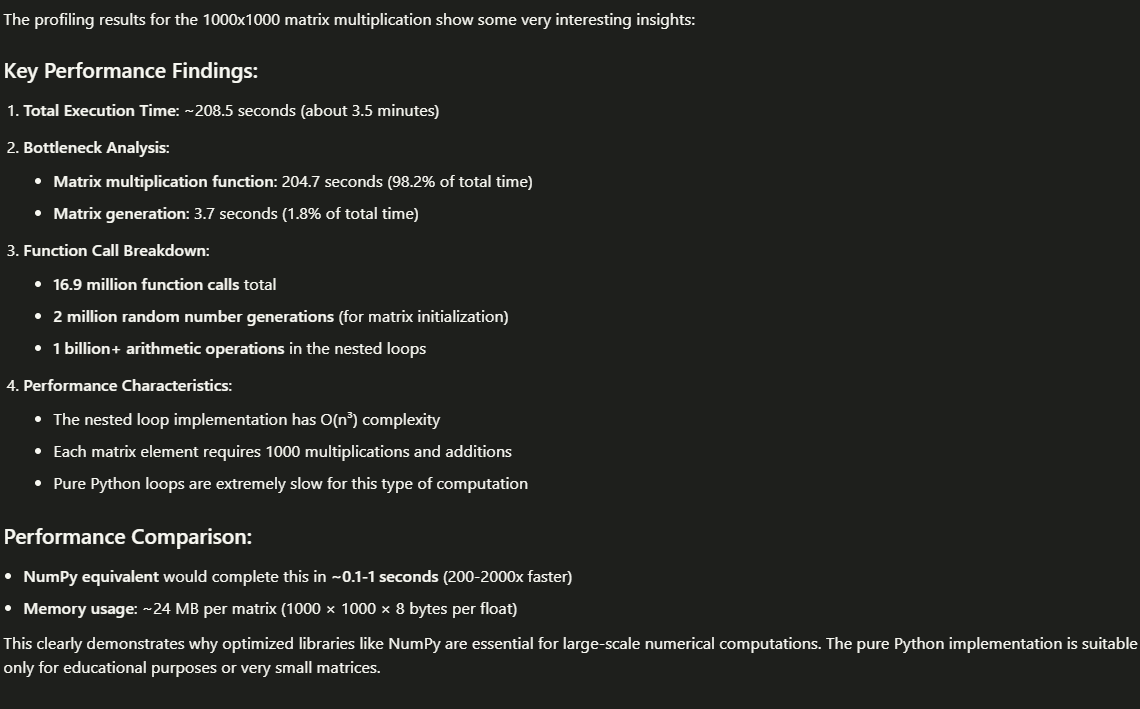 The profiling results for the 1000x1000 matrix multiplication show some very interesting insights:
Key Performance Findings:
1. Total Execution Time: ~208.5 seconds (about 3.5 minutes)
2. Bottleneck Analysis:
• Matrix multiplication function: 204.7 seconds (98.2% of total time)
• Matrix generation: 3.7 seconds (1.8% of total time)
3. Function Call Breakdown:
• 16.9 million function calls total
• 2 million random number generations (for matrix initialization)
• 1 billion+ arithmetic operations in the nested loops
4. Performance Characteristics:
• The nested loop implementation has O(n³) complexity
• Each matrix element requires 1000 multiplications and additions
• Pure Python loops are extremely slow for this type of computation
Performance Comparison:
• NumPy equivalent would complete this in ~0.1-1 seconds (200-2000x faster)
• Memory usage: ~24 MB per matrix (1000 × 1000 × 8 bytes per float)
This clearly demonstrates why optimized libraries like NumPy are essential for large-scale numerical computations. The pure Python implementation is suitable
only for educational purposes or very small matrices.